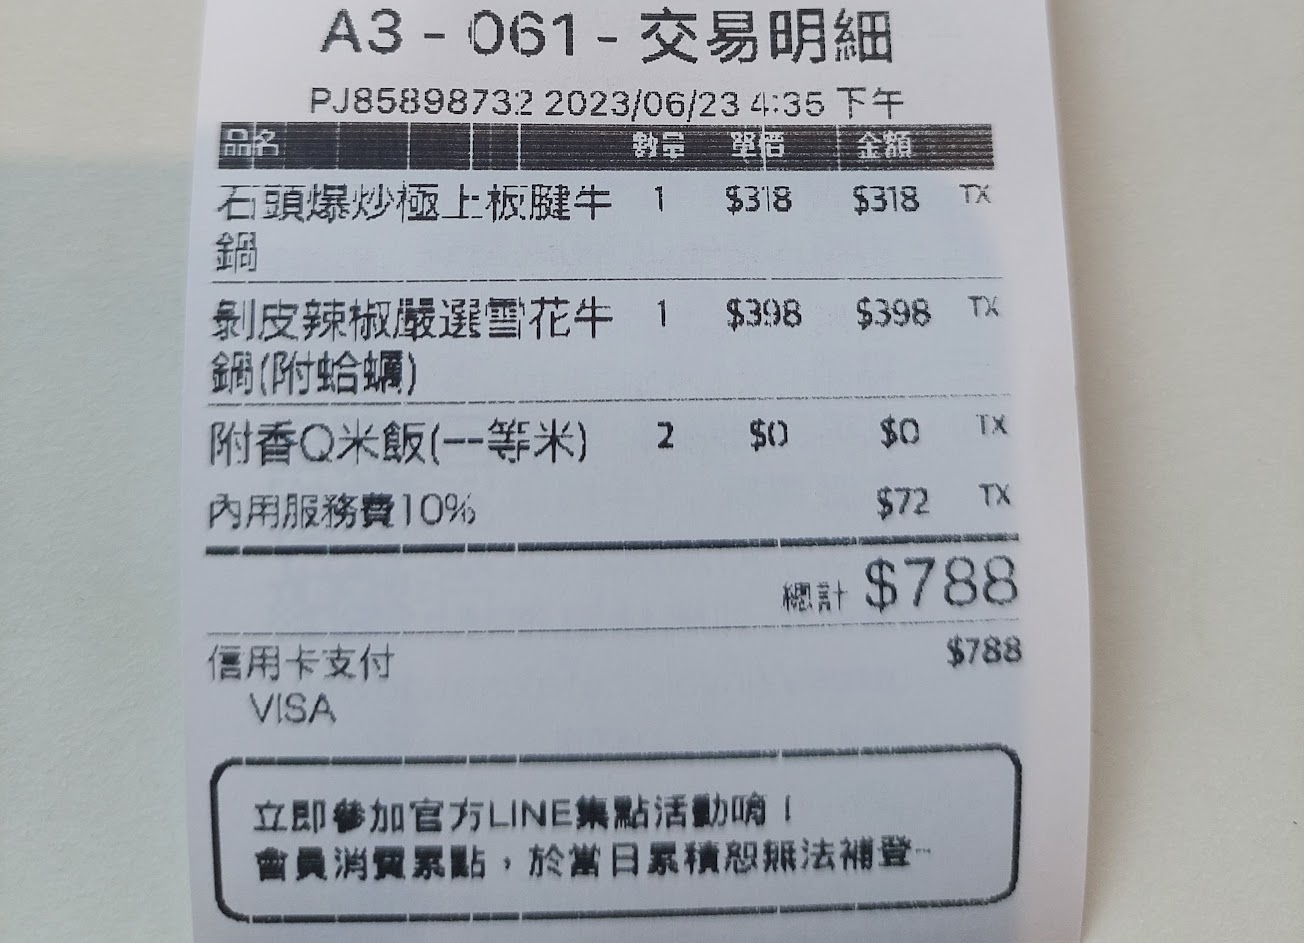 A3 - 061 - 交易明細
PJ85898732 2023/06/23 4:35 下午
品名 數量 單價 金額
石頭爆炒極上板腱牛 1 $318 $318 TX
鍋
剝皮辣椒嚴選雪花牛 1 $398 $398 TX
鍋(附蛤蠣)
附香Q米飯(一等米) 2 $0 $0 TX
內用服務費10% $72 TX
總計 $788
信用卡支付 $788
VISA
立即參加官方LINE集點活動唷！
會員消費累點，於當日累積恕無法補登~